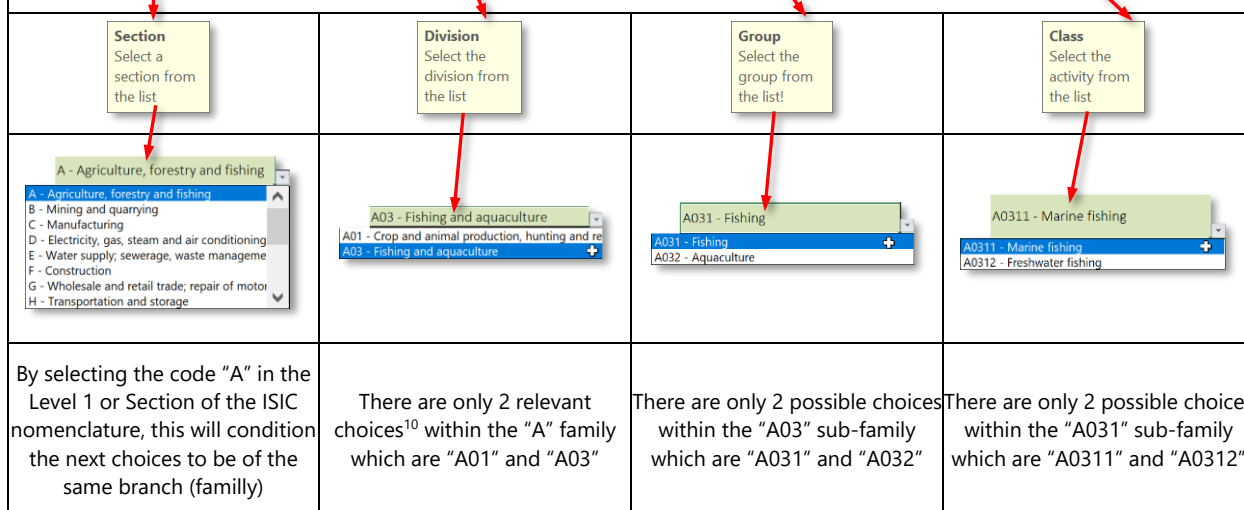 Section
Select a
section from
the list
Division
Select the
division from
the list
Group
Select the
group from
the list!
Class
Select the
activity from
the list
A - Agriculture, forestry and fishing
A - Agriculture, forestry and fishing
B - Mining and quarrying
C - Manufacturing
D - Electricity, gas, steam and air conditioning
E - Water supply; sewerage, waste manageme
F - Construction
G - Wholesale and retail trade; repair of motor
H - Transportation and storage
A03 - Fishing and aquaculture
A01 - Crop and animal production, hunting and re
A03 - Fishing and aquaculture
A031 - Fishing
A031 - Fishing
A032 - Aquaculture
A0311 - Marine fishing
A0311 - Marine fishing
A0312 - Freshwater fishing
By selecting the code “A” in the
Level 1 or Section of the ISIC
nomenclature, this will condition
the next choices to be of the
same branch (familly)
There are only 2 relevant
choices10 within the “A” family
which are “A01” and “A03”
There are only 2 possible choices
within the “A03” sub-family
which are “A031” and “A032”
There are only 2 possible choice
within the “A031” sub-family
which are “A0311” and “A0312”